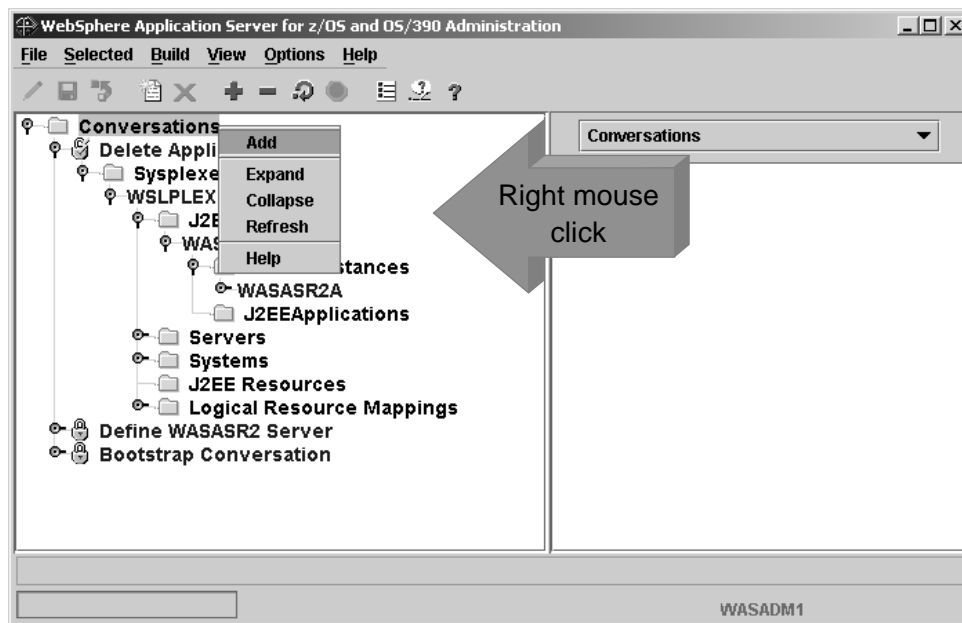 WebSphere Application Server for z/OS and OS/390 Administration
File Selected Build View Options Help
Conversations
Delete Appli
Sysplexe
WSLPLEX
J2E
WAS
stances
WASASR2A
J2EEApplications
Servers
Systems
J2EE Resources
Logical Resource Mappings
Define WASASR2 Server
Bootstrap Conversation
Add
Expand
Collapse
Refresh
Help
Right mouse
click
Conversations
WASADM1